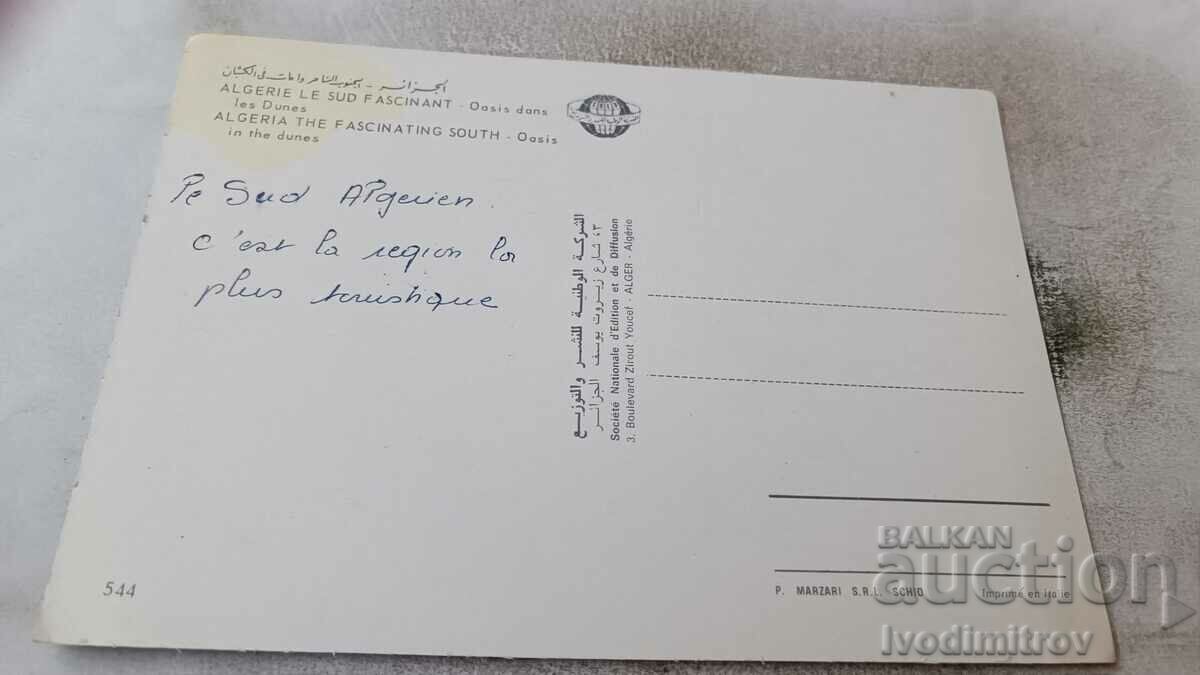 الجزائر - الجنوب الساحر واحات في الكثبان
ALGERIE LE SUD FASCINANT - Oasis dans
les Dunes
ALGERIA THE FASCINATING SOUTH - Oasis
in the dunes
le Sud Algerien.
c'est la region la
plus touristique
الشركة الوطنية للنشر والتوزيع
٣، شارع زيروت يوسف الجزائر
Société Nationale d'Edition et de Diffusion
3. Boulevard Zirout Youcef - ALGER - Algérie
544
P. MARZARI S.R.L. SCHIO
Imprimé en italie
BALKAN
auction
Ivodimitrov